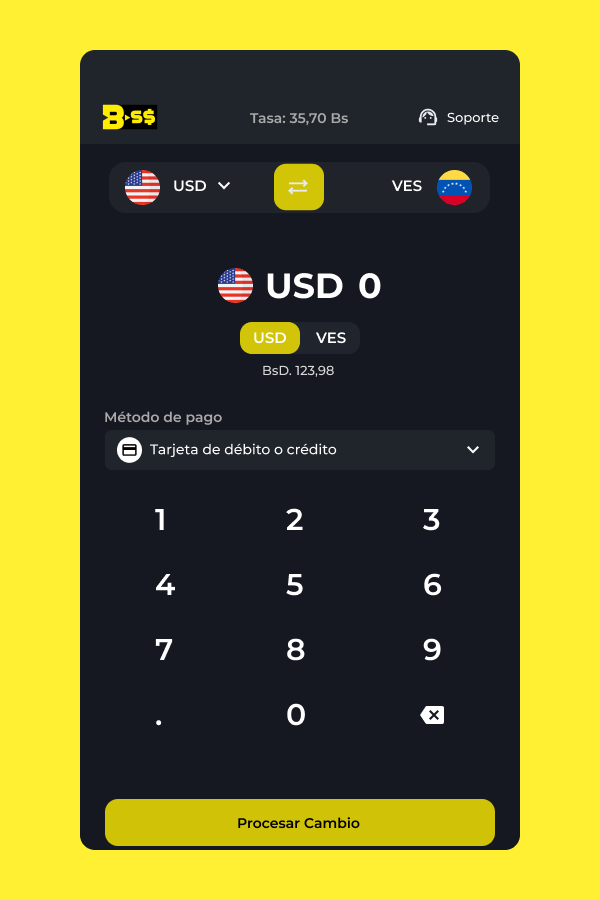 B-S$
Tasa: 35,70 Bs
Soporte
USD
VES
USD 0
USD VES
BsD. 123,98
Método de pago
Tarjeta de débito o crédito
1 2 3
4 5 6
7 8 9
. 0
Procesar Cambio